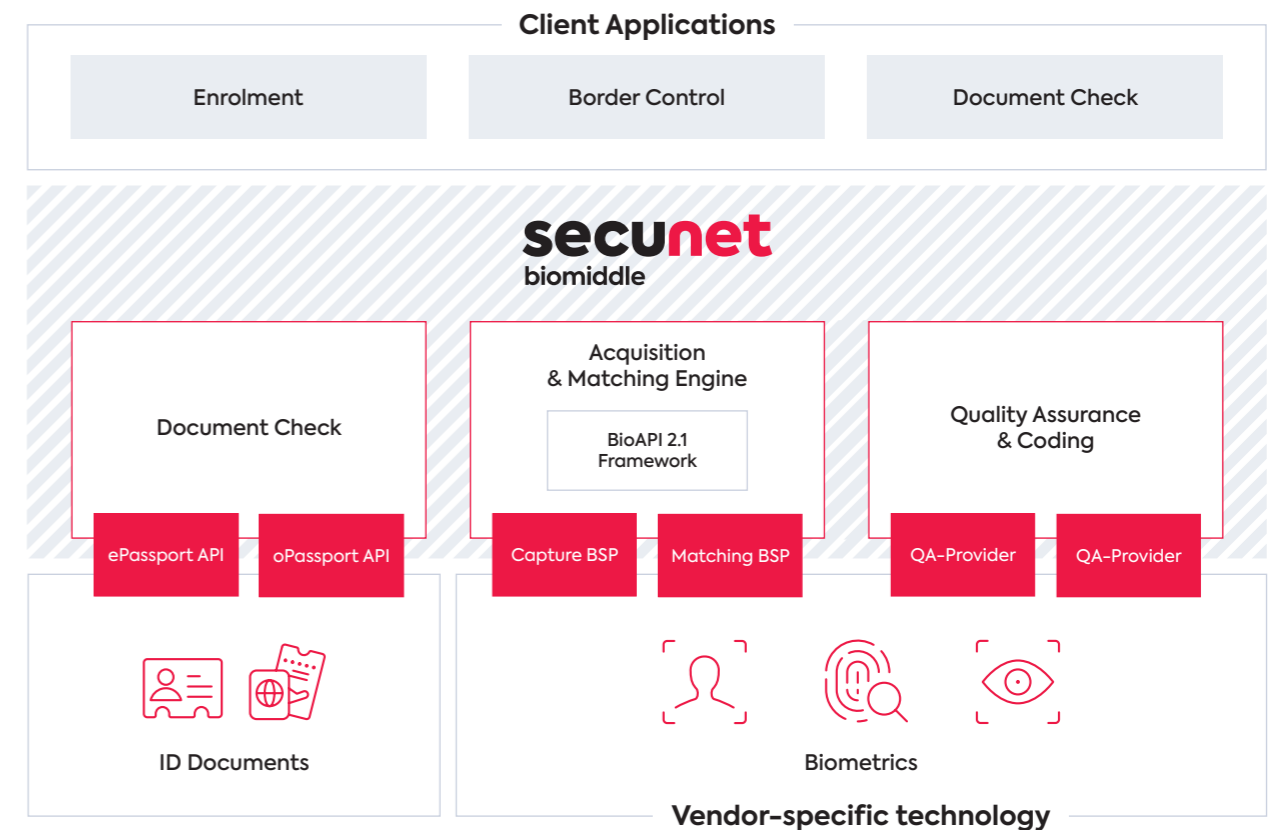 Client Applications
Enrolment
Border Control
Document Check
secunet
biomiddle
Document Check
Acquisition
& Matching Engine
BioAPI 2.1
Framework
Quality Assurance
& Coding
ePassport API
oPassport API
Capture BSP
Matching BSP
QA-Provider
QA-Provider
ID Documents
Biometrics
Vendor-specific technology